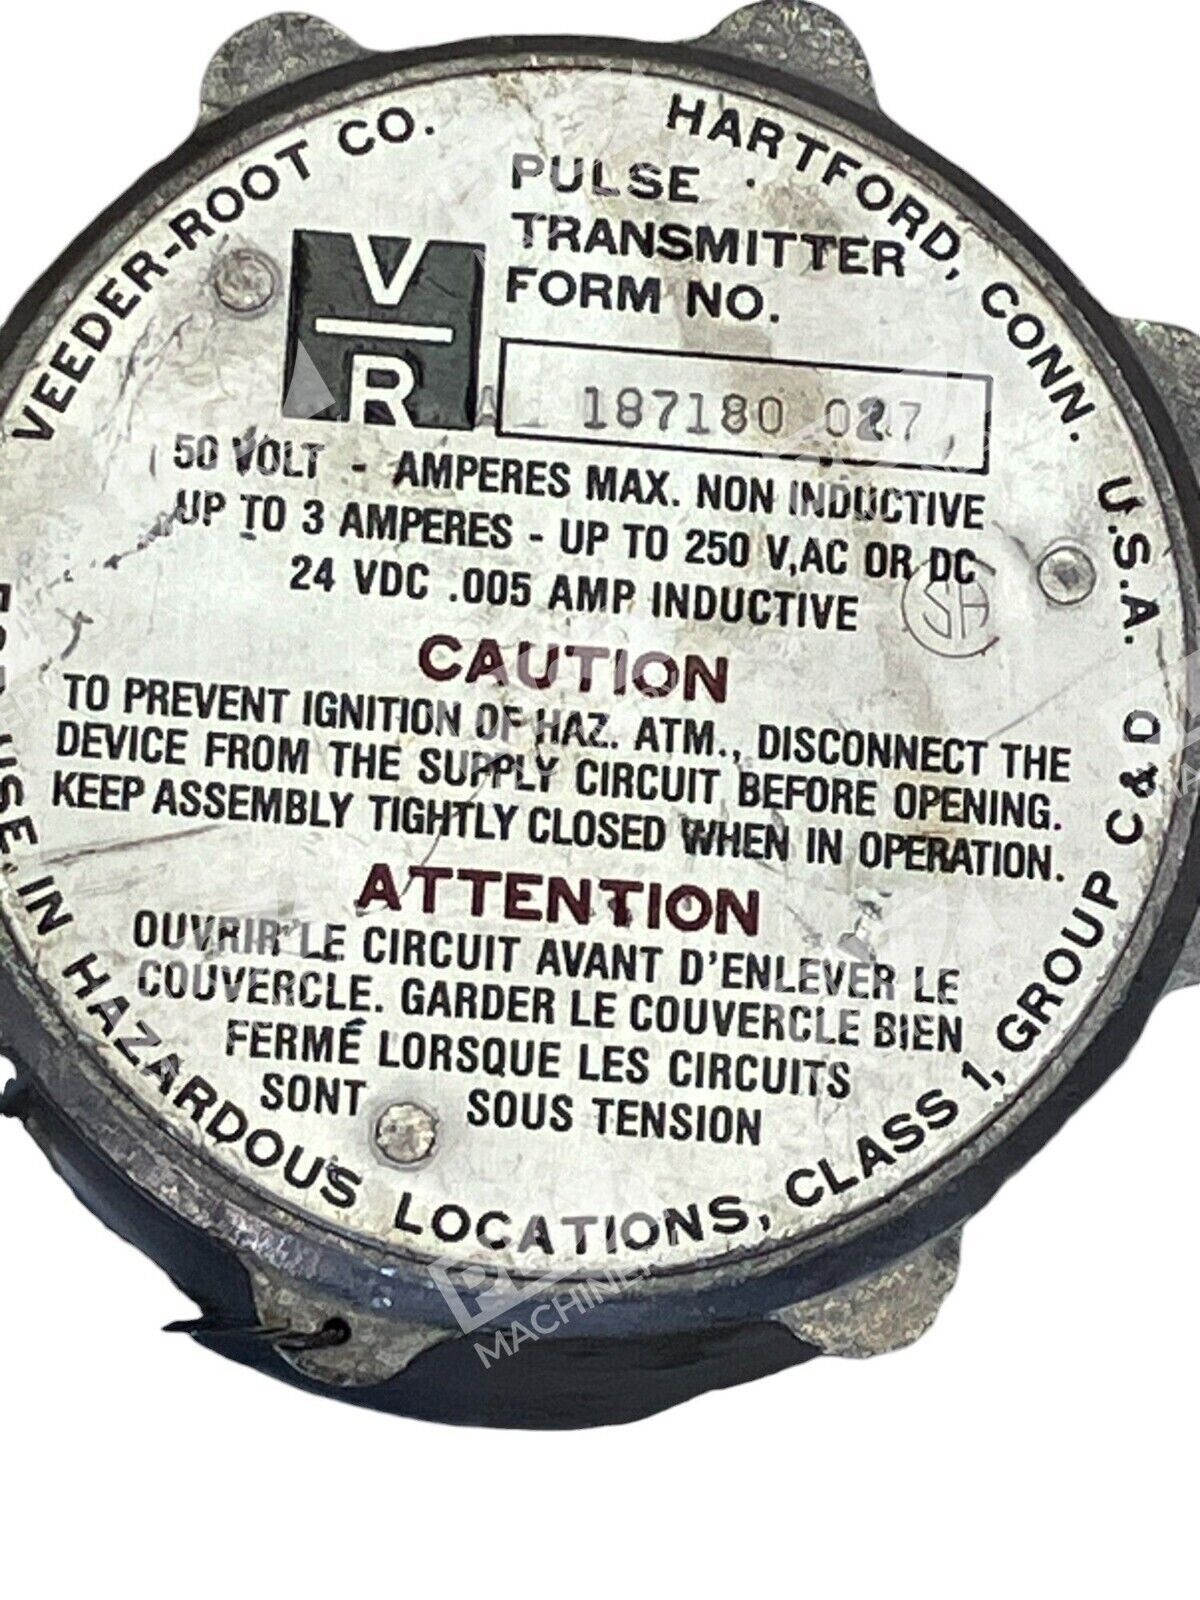 VEEDER-ROOT CO.
HARTFORD, CONN. U.S.A.
V
R
PULSE
TRANSMITTER
FORM NO.
187180 027
50 VOLT - AMPERES MAX. NON INDUCTIVE
UP TO 3 AMPERES - UP TO 250 V,AC OR DC
24 VDC .005 AMP INDUCTIVE
CAUTION
TO PREVENT IGNITION OF HAZ. ATM., DISCONNECT THE
DEVICE FROM THE SUPPLY CIRCUIT BEFORE OPENING.
KEEP ASSEMBLY TIGHTLY CLOSED WHEN IN OPERATION.
ATTENTION
OUVRIR LE CIRCUIT AVANT D'ENLEVER LE
COUVERCLE. GARDER LE COUVERCLE BIEN
FERMÉ LORSQUE LES CIRCUITS
SONT SOUS TENSION
USE IN HAZARDOUS LOCATIONS, CLASS 1, GROUP C & D
MACHINERY